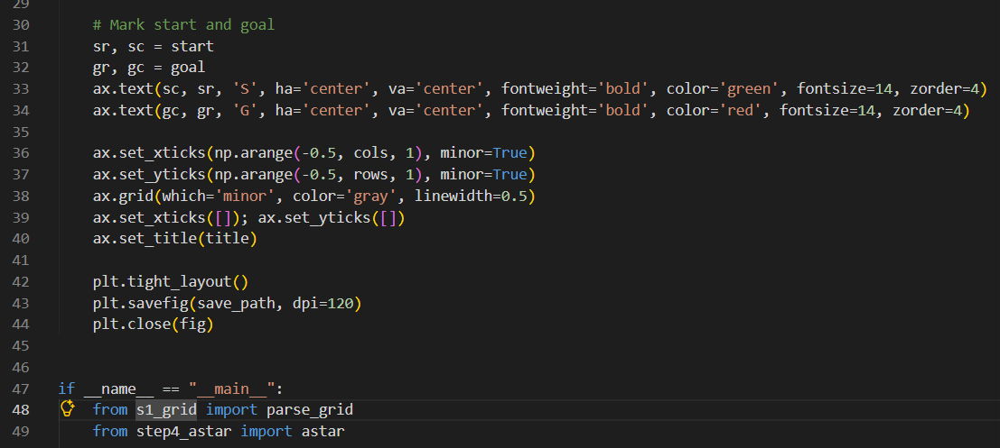 29
30 # Mark start and goal
31 sr, sc = start
32 gr, gc = goal
33 ax.text(sc, sr, 'S', ha='center', va='center', fontweight='bold', color='green', fontsize=14, zorder=4)
34 ax.text(gc, gr, 'G', ha='center', va='center', fontweight='bold', color='red', fontsize=14, zorder=4)
35
36 ax.set_xticks(np.arange(-0.5, cols, 1), minor=True)
37 ax.set_yticks(np.arange(-0.5, rows, 1), minor=True)
38 ax.grid(which='minor', color='gray', linewidth=0.5)
39 ax.set_xticks([]); ax.set_yticks([])
40 ax.set_title(title)
41
42 plt.tight_layout()
43 plt.savefig(save_path, dpi=120)
44 plt.close(fig)
45
46
47 if __name__ == "__main__":
48 from s1_grid import parse_grid
49 from step4_astar import astar